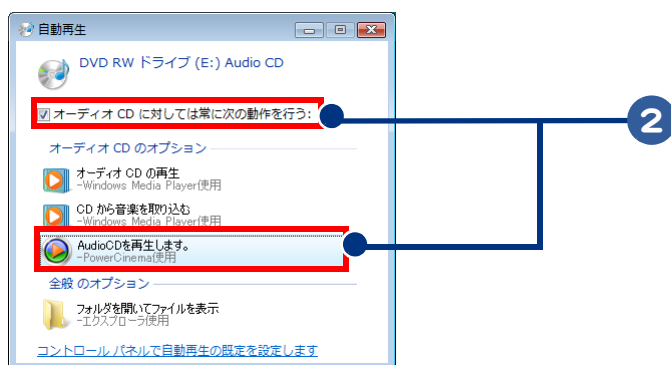 自動再生
DVD RW ドライブ (E:) Audio CD
オーディオ CD に対しては常に次の動作を行う:
2
オーディオ CD のオプション
オーディオ CD の再生
-Windows Media Player使用
CD から音楽を取り込む
-Windows Media Player使用
AudioCDを再生します。
-PowerCinema使用
全般 のオプション
フォルダを開いてファイルを表示
-エクスプローラ使用
コントロール パネルで自動再生の既定を設定します